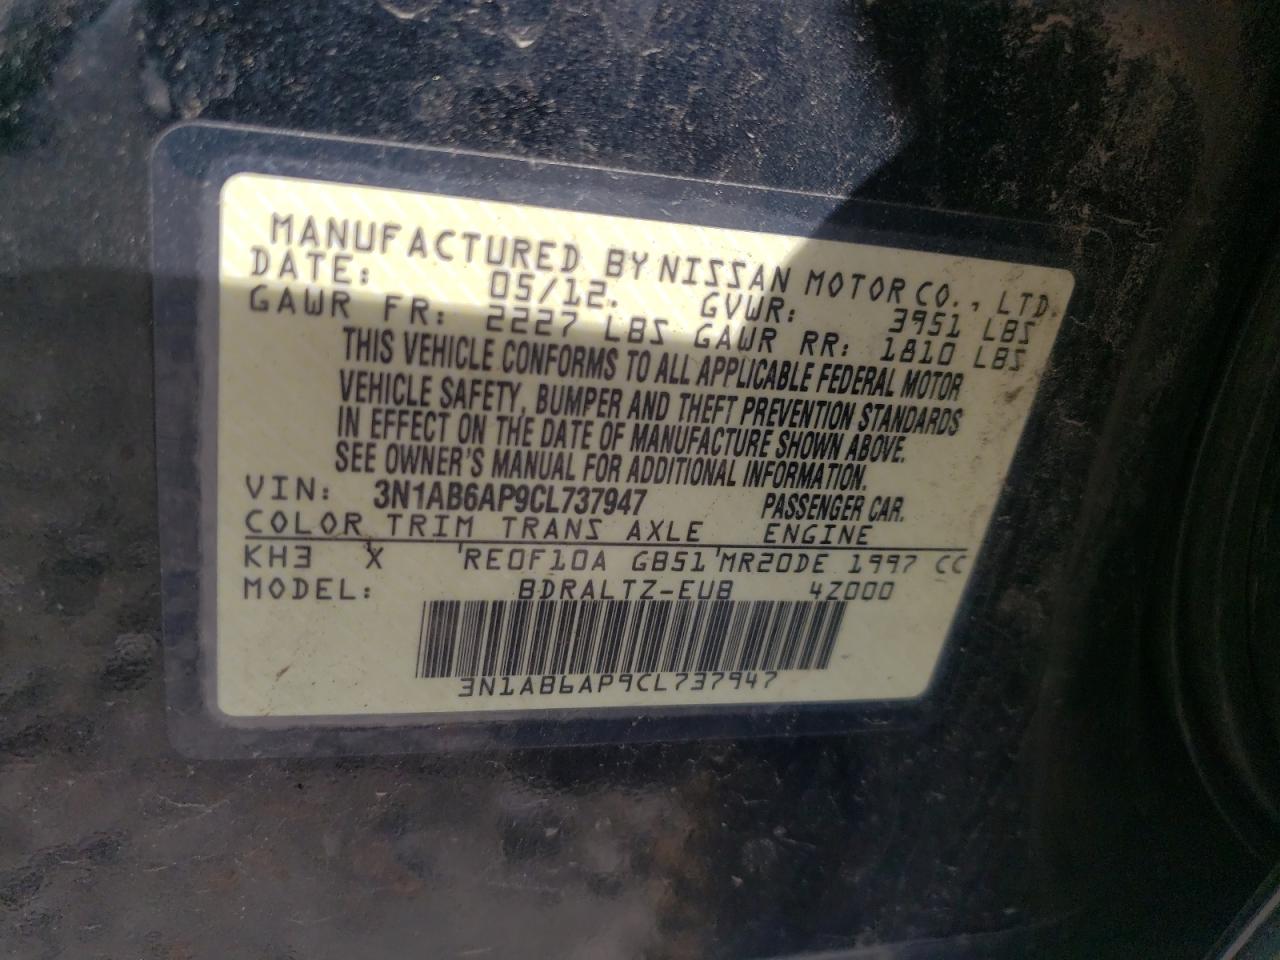 MANUFACTURED BY NISSAN MOTOR CO., LTD.
DATE: 05/12. GVWR: 3951 LBS
GAWR FR: 2227 LBS GAWR RR: 1810 LBS
THIS VEHICLE CONFORMS TO ALL APPLICABLE FEDERAL MOTOR
VEHICLE SAFETY, BUMPER AND THEFT PREVENTION STANDARDS
IN EFFECT ON THE DATE OF MANUFACTURE SHOWN ABOVE.
SEE OWNER'S MANUAL FOR ADDITIONAL INFORMATION.
VIN: 3N1AB6AP9CL737947 PASSENGER CAR.
COLOR TRIM TRANS AXLE ENGINE
KH3 X 'RE0F10A GB51'MR20DE 1997 CC
MODEL: BDRALTZ-EUB 4Z000
3N1AB6AP9CL737947